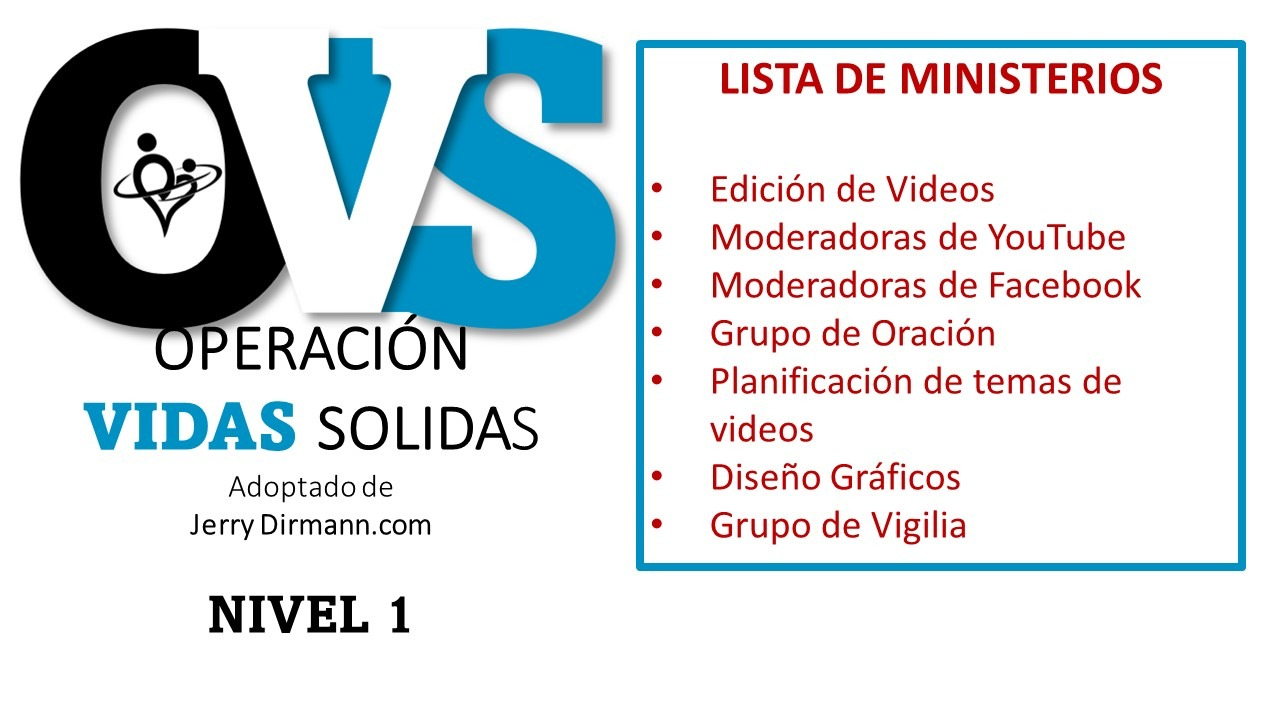 OVS
OPERACIÓN
VIDAS SOLIDAS
Adoptado de
Jerry Dirmann.com
NIVEL 1
LISTA DE MINISTERIOS
• Edición de Videos
• Moderadoras de YouTube
• Moderadoras de Facebook
• Grupo de Oración
• Planificación de temas de
videos
• Diseño Gráficos
• Grupo de Vigilia